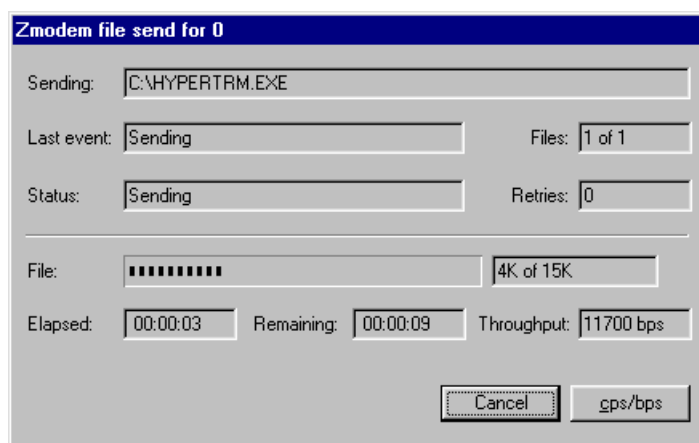 Zmodem file send for 0
Sending: C:\HYPERTRM.EXE
Last event: Sending Files: 1 of 1
Status: Sending Retries: 0
File: 4K of 15K
Elapsed: 00:00:03 Remaining: 00:00:09 Throughput: 11700 bps
Cancel cps/bps